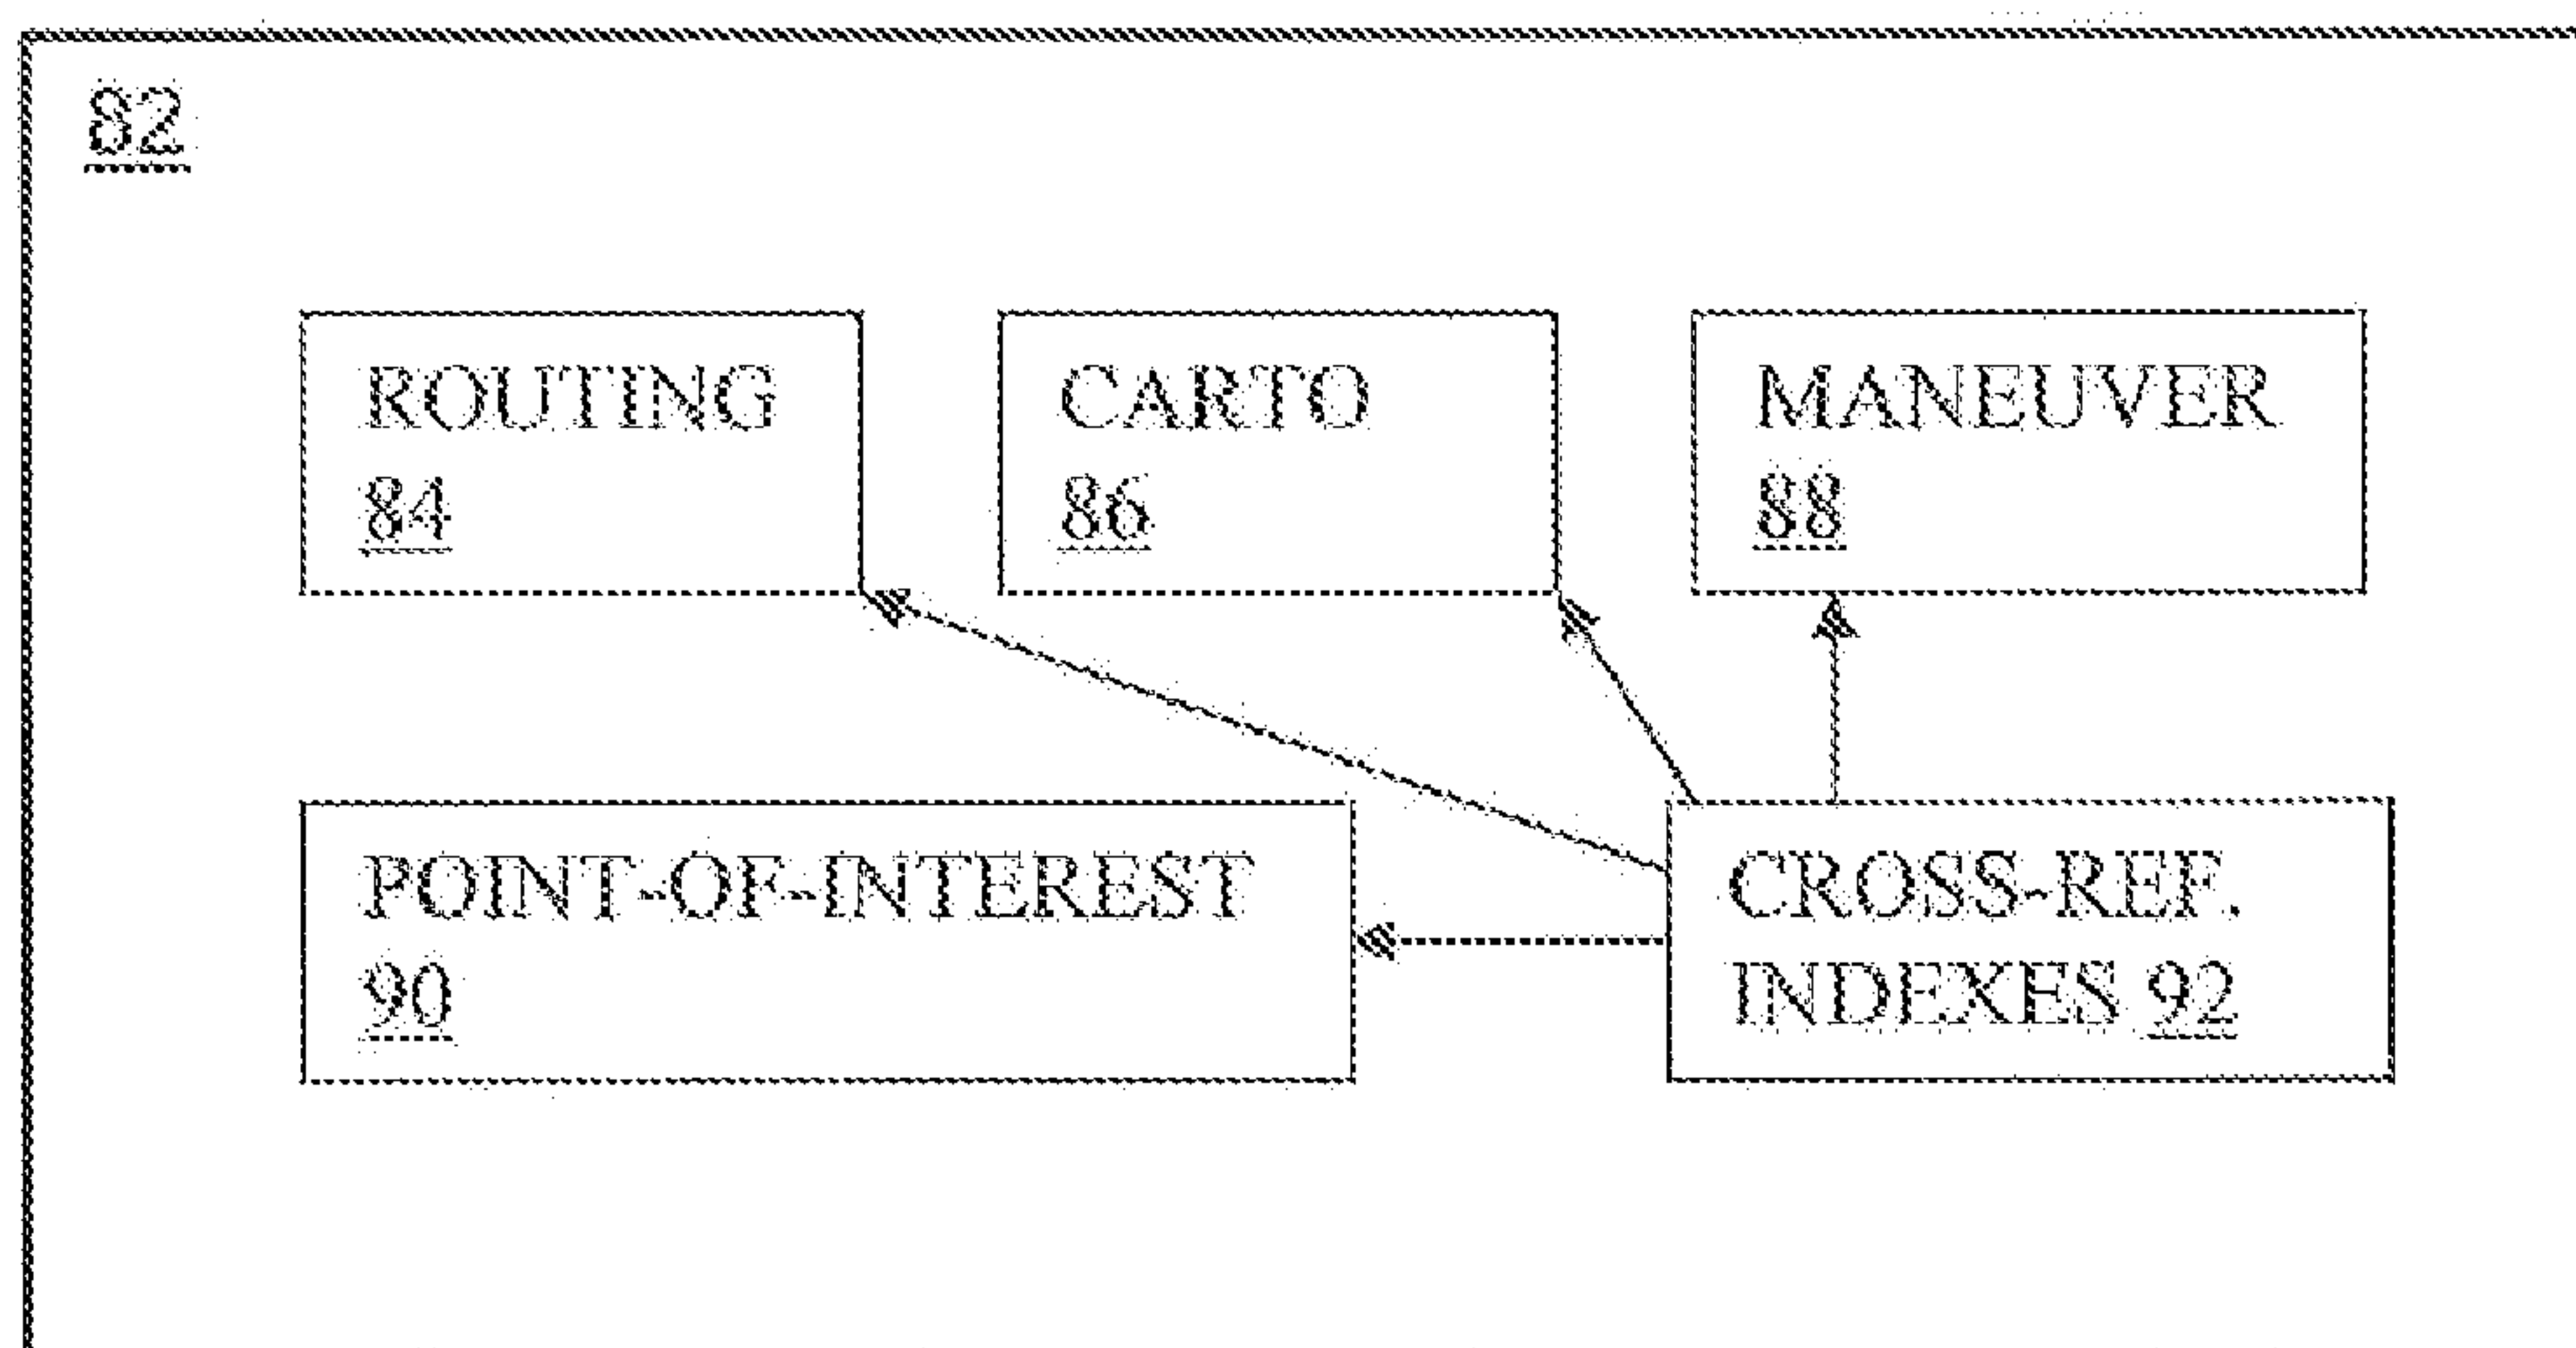 82
ROUTING
84
CARTO
86
MANEUVER
88
POINT-OF-INTEREST
90
CROSS-REF.
INDEXES 92